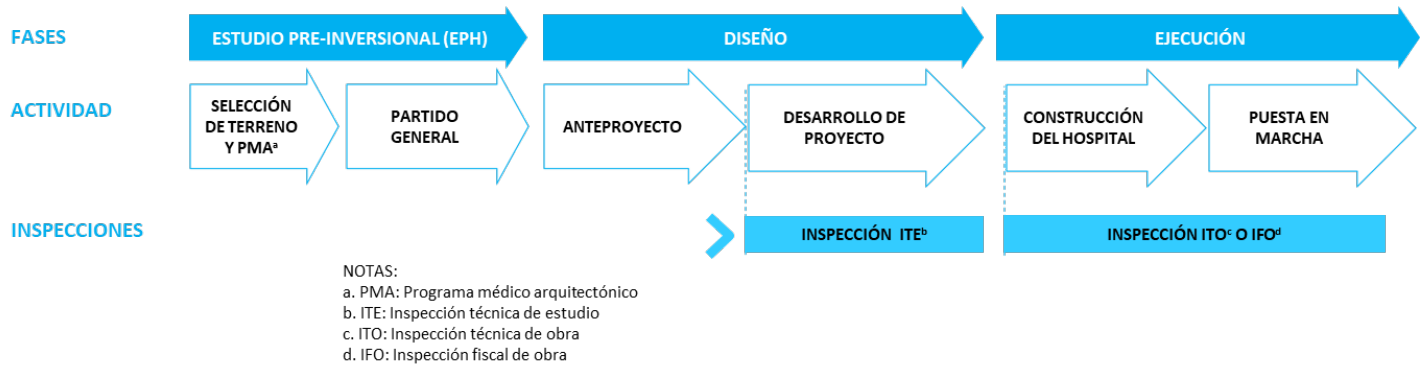 FASES
ESTUDIO PRE-INVERSIONAL (EPH)
DISEÑO
EJECUCIÓN
ACTIVIDAD
SELECCIÓN
DE TERRENO
Y PMAᵃ
PARTIDO
GENERAL
ANTEPROYECTO
DESARROLLO DE
PROYECTO
CONSTRUCCIÓN
DEL HOSPITAL
PUESTA EN
MARCHA
INSPECCIONES
INSPECCIÓN ITEᵇ
INSPECCIÓN ITOᶜ O IFOᵈ
NOTAS:
a. PMA: Programa médico arquitectónico
b. ITE: Inspección técnica de estudio
c. ITO: Inspección técnica de obra
d. IFO: Inspección fiscal de obra